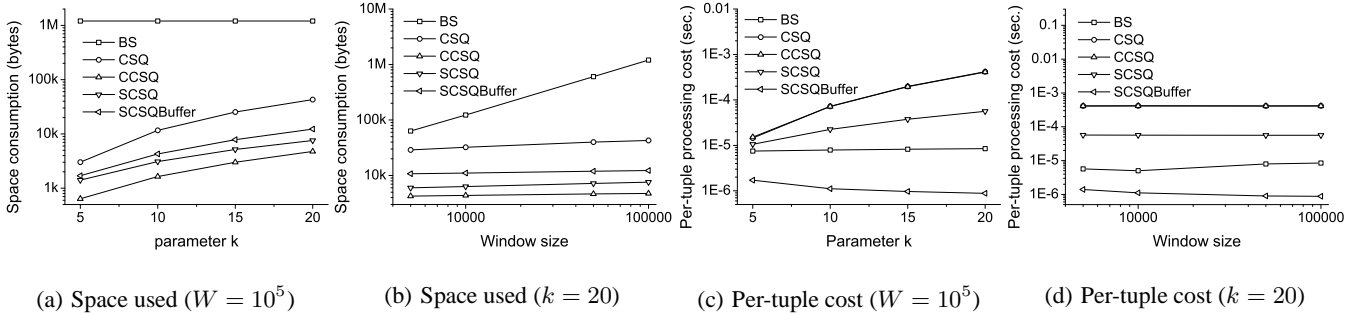 Space consumption (bytes)
1M
100k
10k
1k
BS
CSQ
CCSQ
SCSQ
SCSQBuffer
5
10
15
20
parameter k
(a) Space used (W = 10^5)
Space consumption (bytes)
10M
1M
100k
10k
BS
CSQ
CCSQ
SCSQ
SCSQBuffer
10000
100000
Window size
(b) Space used (k = 20)
Per-tuple processing cost (sec.)
0.01
1E-3
1E-4
1E-5
1E-6
BS
CSQ
CCSQ
SCSQ
SCSQBuffer
5
10
15
20
Parameter k
(c) Per-tuple cost (W = 10^5)
Per-tuple processing cost (sec.)
0.1
0.01
1E-3
1E-4
1E-5
1E-6
BS
CSQ
CCSQ
SCSQ
SCSQBuffer
10000
100000
Window size
(d) Per-tuple cost (k = 20)